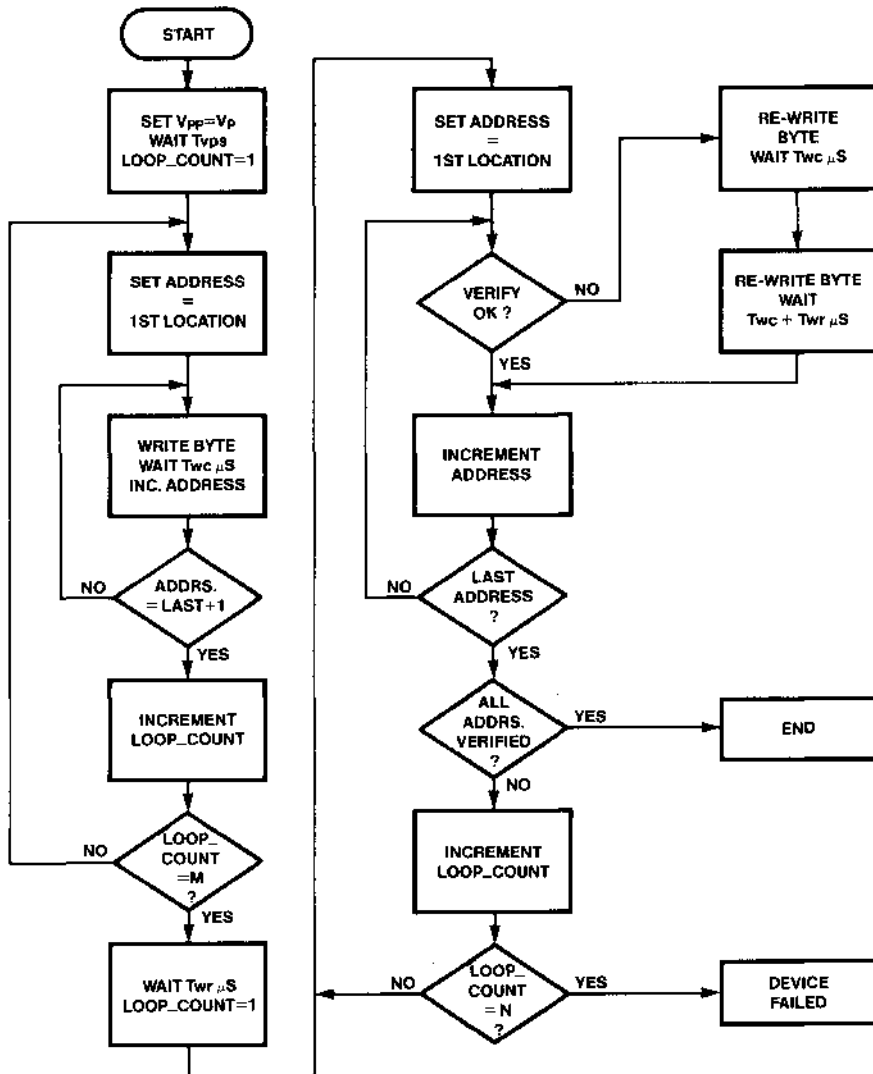 START
SET VPP=VP
WAIT Tvps
LOOP_COUNT=1
SET ADDRESS
=
1ST LOCATION
WRITE BYTE
WAIT Twc μS
INC. ADDRESS
NO
ADDRS.
= LAST+1
YES
INCREMENT
LOOP_COUNT
NO
LOOP_
COUNT
=M
?
YES
WAIT Twr μS
LOOP_COUNT=1
SET ADDRESS
=
1ST LOCATION
RE-WRITE
BYTE
WAIT Twc μS
VERIFY
OK ?
NO
YES
RE-WRITE BYTE
WAIT
Twc + Twr μS
INCREMENT
ADDRESS
NO
LAST
ADDRESS
?
YES
ALL
ADDRS.
VERIFIED
?
YES
NO
END
INCREMENT
LOOP_COUNT
NO
LOOP_
COUNT
= N
?
YES
DEVICE
FAILED